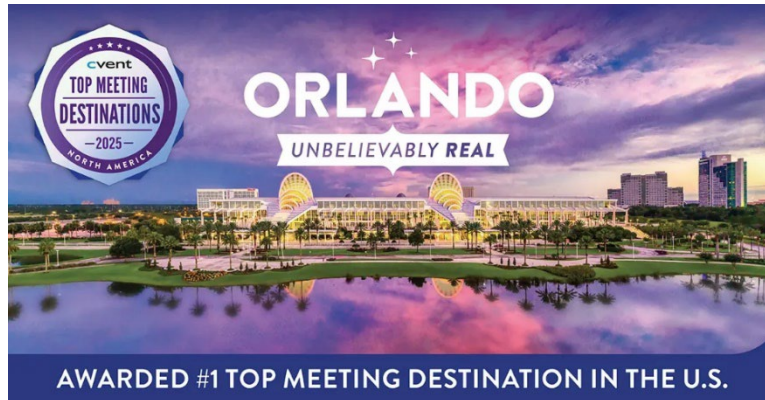 cvent
TOP MEETING
DESTINATIONS
2025
NORTH AMERICA
ORLANDO
UNBELIEVABLY REAL
AWARDED #1 TOP MEETING DESTINATION IN THE U.S.